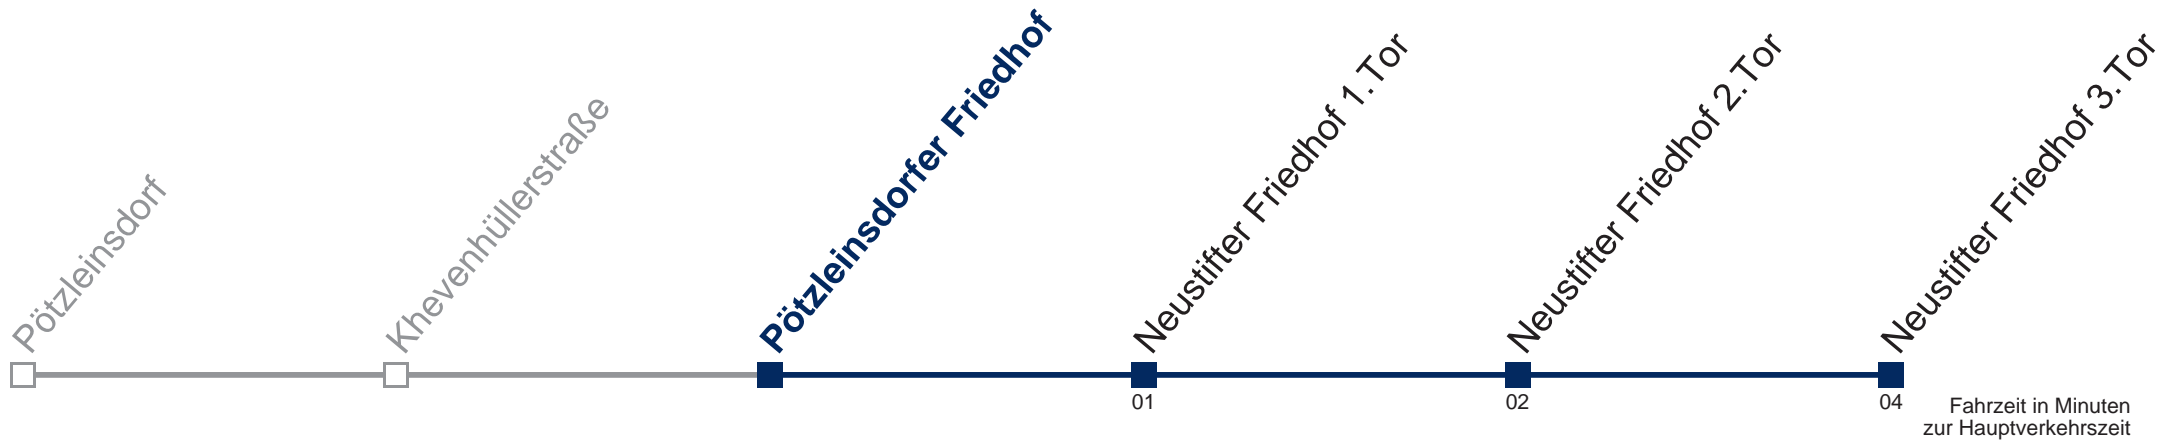 Pötzleinsdorf
Khevenhüllerstraße
Pötzleinsdorfer Friedhof
Neustifter Friedhof 1.Tor
Neustifter Friedhof 2.Tor
Neustifter Friedhof 3.Tor
01
02
04
Fahrzeit in Minuten
zur Hauptverkehrszeit